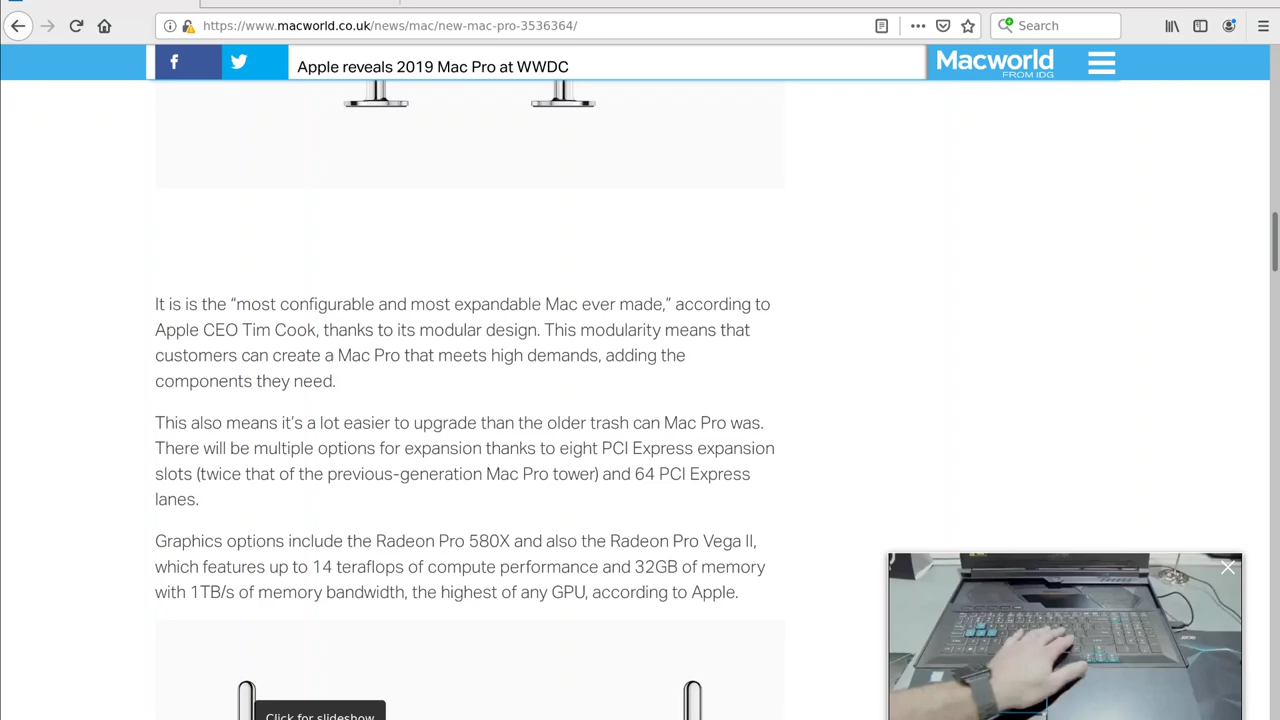 https://www.macworld.co.uk/news/mac/new-mac-pro-3536364/
Search
Apple reveals 2019 Mac Pro at WWDC
Macworld
FROM IDG
It is is the “most configurable and most expandable Mac ever made,” according to
Apple CEO Tim Cook, thanks to its modular design. This modularity means that
customers can create a Mac Pro that meets high demands, adding the
components they need.
This also means it’s a lot easier to upgrade than the older trash can Mac Pro was.
There will be multiple options for expansion thanks to eight PCI Express expansion
slots (twice that of the previous-generation Mac Pro tower) and 64 PCI Express
lanes.
Graphics options include the Radeon Pro 580X and also the Radeon Pro Vega II,
which features up to 14 teraflops of compute performance and 32GB of memory
with 1TB/s of memory bandwidth, the highest of any GPU, according to Apple.
Click for slideshow